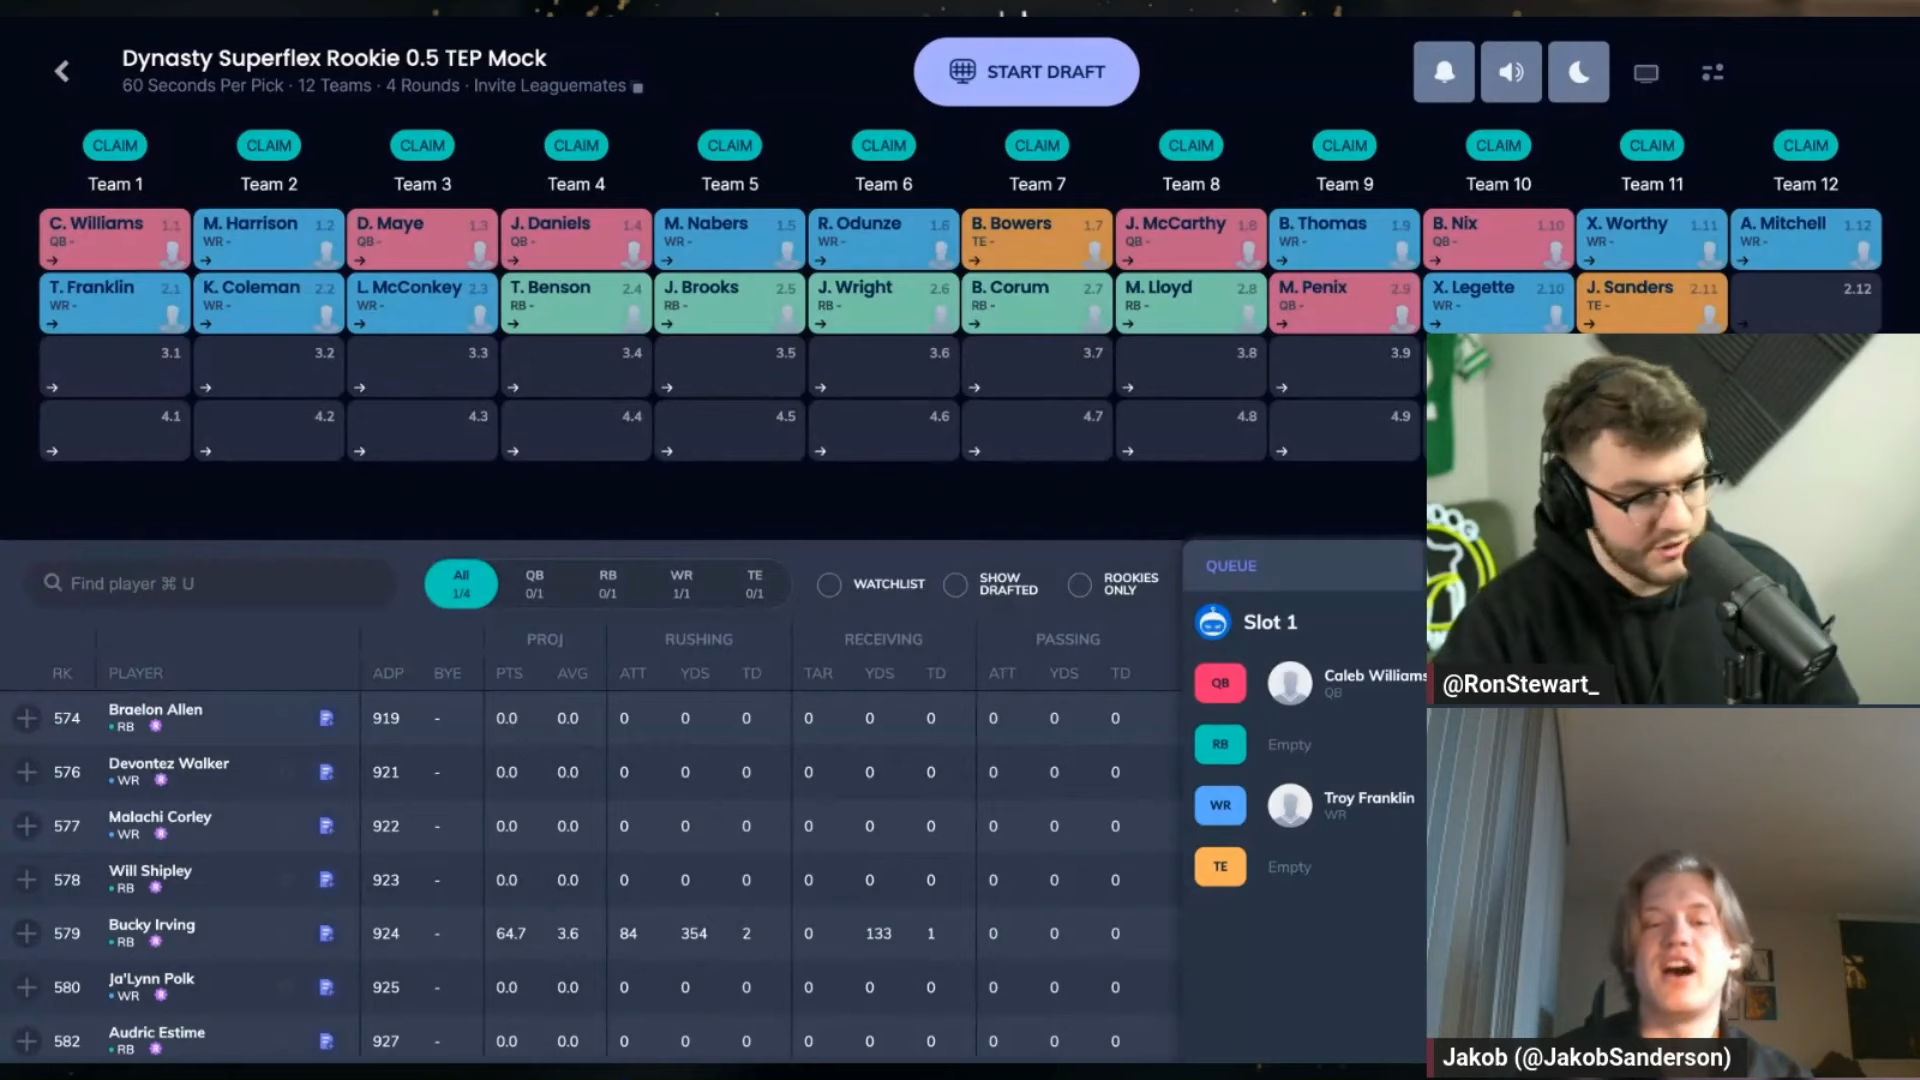 Dynasty Superflex Rookie 0.5 TEP Mock
60 Seconds Per Pick · 12 Teams · 4 Rounds · Invite Leaguemates
START DRAFT
CLAIM CLAIM CLAIM CLAIM CLAIM CLAIM CLAIM CLAIM CLAIM CLAIM CLAIM CLAIM
Team 1 Team 2 Team 3 Team 4 Team 5 Team 6 Team 7 Team 8 Team 9 Team 10 Team 11 Team 12
C. Williams 1.1 M. Harrison 1.2 D. Maye 1.3 J. Daniels 1.4 M. Nabers 1.5 R. Odunze 1.6 B. Bowers 1.7 J. McCarthy 1.8 B. Thomas 1.9 B. Nix 1.10 X. Worthy 1.11 A. Mitchell 1.12
QB - WR - QB - QB - WR - WR - TE - QB - WR - QB - WR - WR -
T. Franklin 2.1 K. Coleman 2.2 L. McConkey 2.3 T. Benson 2.4 J. Brooks 2.5 J. Wright 2.6 B. Corum 2.7 M. Lloyd 2.8 M. Penix 2.9 X. Legette 2.10 J. Sanders 2.11 2.12
WR - WR - WR - RB - RB - RB - RB - RB - QB - WR - TE -
3.1 3.2 3.3 3.4 3.5 3.6 3.7 3.8 3.9
4.1 4.2 4.3 4.4 4.5 4.6 4.7 4.8 4.9
Find player ⌘ U
All QB RB WR TE
1/4 0/1 0/1 1/1 0/1
WATCHLIST
SHOW DRAFTED
ROOKIES ONLY
PROJ RUSHING RECEIVING PASSING
RK PLAYER ADP BYE PTS AVG ATT YDS TD TAR YDS TD ATT YDS TD
574 Braelon Allen 919 - 0.0 0.0 0 0 0 0 0 0 0 0 0
RB
576 Devontez Walker 921 - 0.0 0.0 0 0 0 0 0 0 0 0 0
WR
577 Malachi Corley 922 - 0.0 0.0 0 0 0 0 0 0 0 0 0
WR
578 Will Shipley 923 - 0.0 0.0 0 0 0 0 0 0 0 0 0
RB
579 Bucky Irving 924 - 64.7 3.6 84 354 2 0 133 1 0 0 0
RB
580 Ja'Lynn Polk 925 - 0.0 0.0 0 0 0 0 0 0 0 0 0
WR
582 Audric Estime 927 - 0.0 0.0 0 0 0 0 0 0 0 0 0
RB
QUEUE
Slot 1
QB Caleb Williams
QB
RB Empty
WR Troy Franklin
WR
TE Empty
@RonStewart_
Jakob (@JakobSanderson)